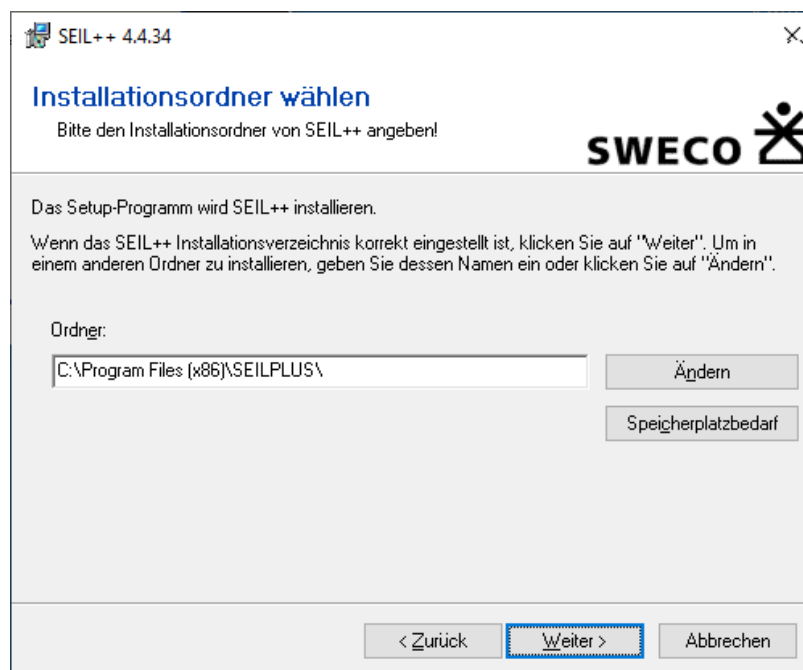 SEIL++ 4.4.34
Installationsordner wählen
Bitte den Installationsordner von SEIL++ angeben!
SWECO
Das Setup-Programm wird SEIL++ installieren.
Wenn das SEIL++ Installationsverzeichnis korrekt eingestellt ist, klicken Sie auf "Weiter". Um in
einem anderen Ordner zu installieren, geben Sie dessen Namen ein oder klicken Sie auf "Ändern".
Ordner:
C:\Program Files (x86)\SEILPLUS\
Ändern
Speicherplatzbedarf
< Zurück
Weiter >
Abbrechen